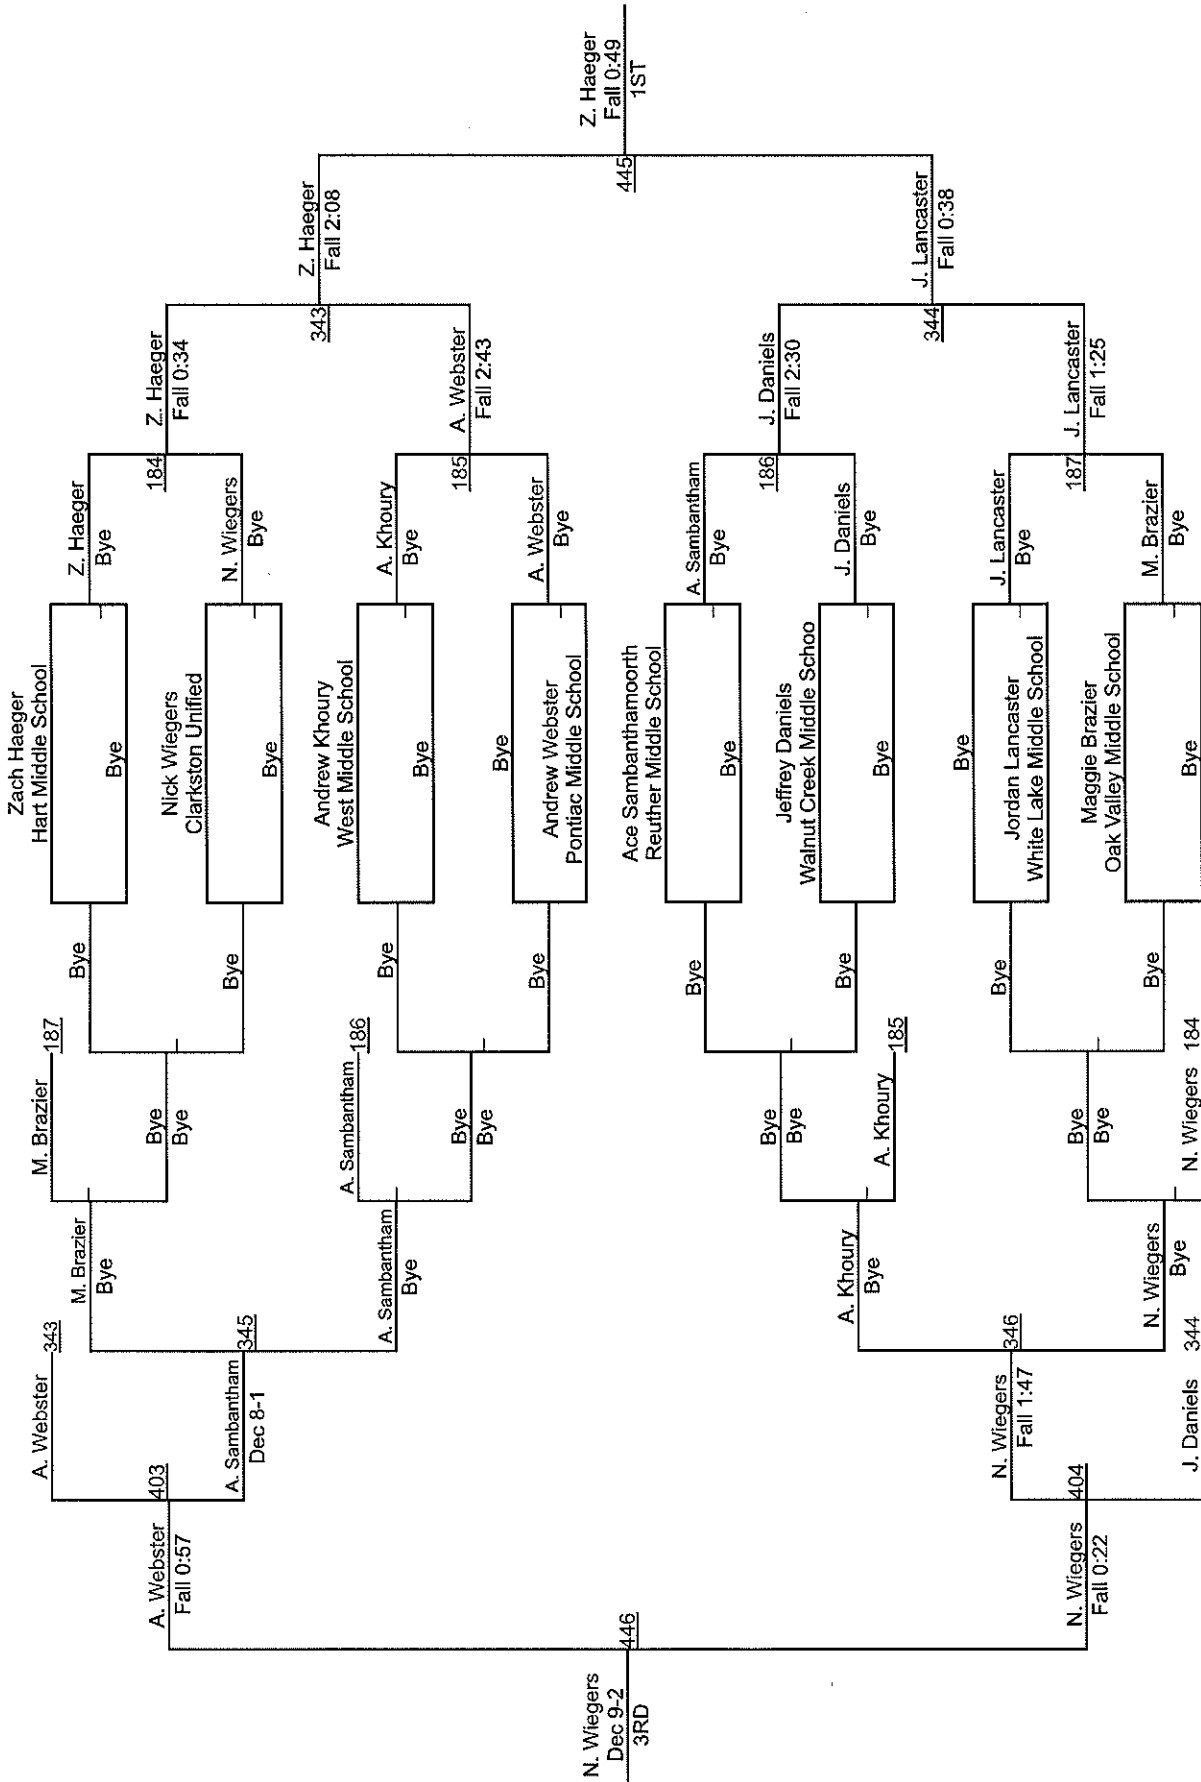 Zach Haeger
Hart Middle School
Bye
Nick Wiegers
Clarkston Unified
Bye
Andrew Khoury
West Middle School
Bye
Bye
Andrew Webster
Pontiac Middle School
Ace Sambanthamoorth
Reuther Middle School
Bye
Jeffrey Daniels
Walnut Creek Middle Schoo
Bye
Bye
Jordan Lancaster
White Lake Middle School
Maggie Brazier
Oak Valley Middle School
Bye
Z. Haeger
Bye
N. Wiegers
Bye
A. Khoury
Bye
A. Webster
Bye
A. Sambantham
Bye
J. Daniels
Bye
J. Lancaster
Bye
M. Brazier
Bye
184
Z. Haeger
Fall 0:34
185
A. Webster
Fall 2:43
186
J. Daniels
Fall 2:30
187
J. Lancaster
Fall 1:25
343
Z. Haeger
Fall 2:08
344
J. Lancaster
Fall 0:38
445
Z. Haeger
Fall 0:49
1ST
Bye
Bye
Bye
Bye
Bye
Bye
Bye
Bye
M. Brazier
187
Bye
Bye
A. Sambantham
186
Bye
Bye
Bye
Bye
A. Khoury
185
Bye
Bye
N. Wiegers
184
M. Brazier
Bye
A. Sambantham
Bye
A. Khoury
Bye
N. Wiegers
Bye
A. Webster
343
345
A. Sambantham
Dec 8-1
346
N. Wiegers
Fall 1:47
J. Daniels
344
403
A. Webster
Fall 0:57
404
N. Wiegers
Fall 0:22
446
N. Wiegers
Dec 9-2
3RD